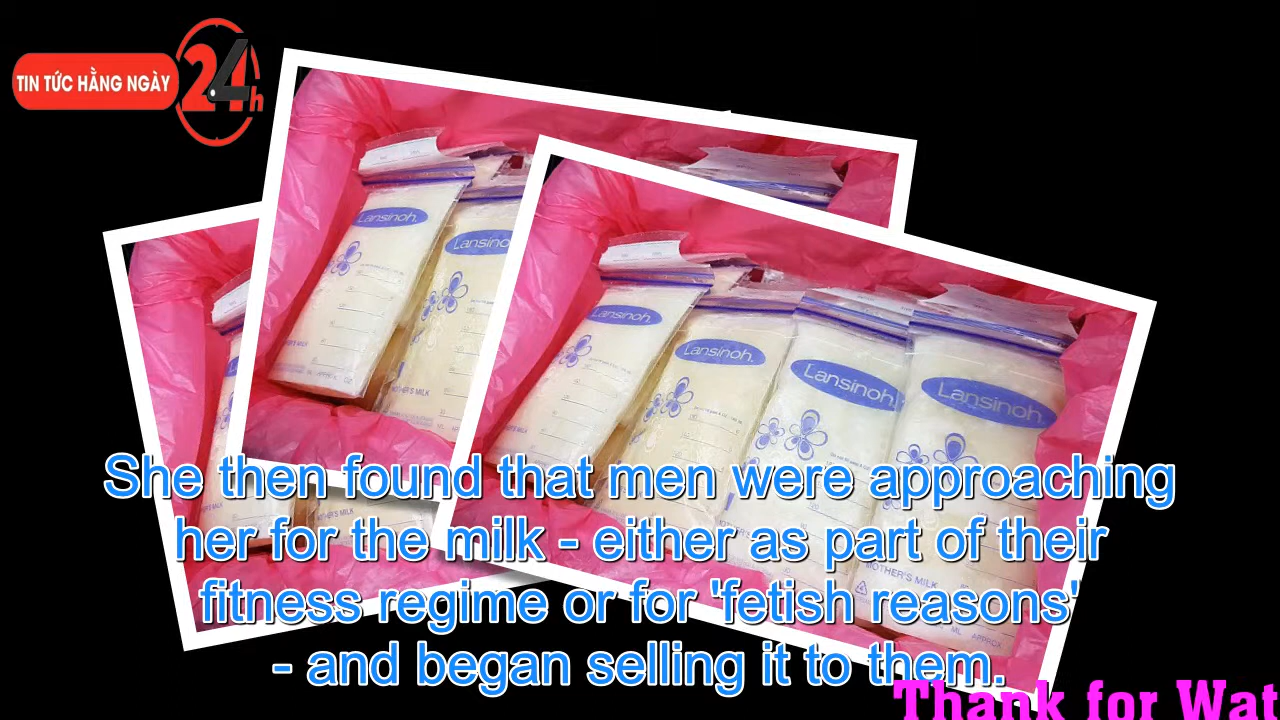 TIN TỨC HẰNG NGÀY
24h
Lansinoh
Lansinoh
Lansinoh
Lansinoh
Lansinoh
Lansinoh
MOTHER'S MILK
MOTHER'S MILK
She then found that men were approaching
her for the milk - either as part of their
fitness regime or for 'fetish reasons'
- and began selling it to them.
Thank for Wat